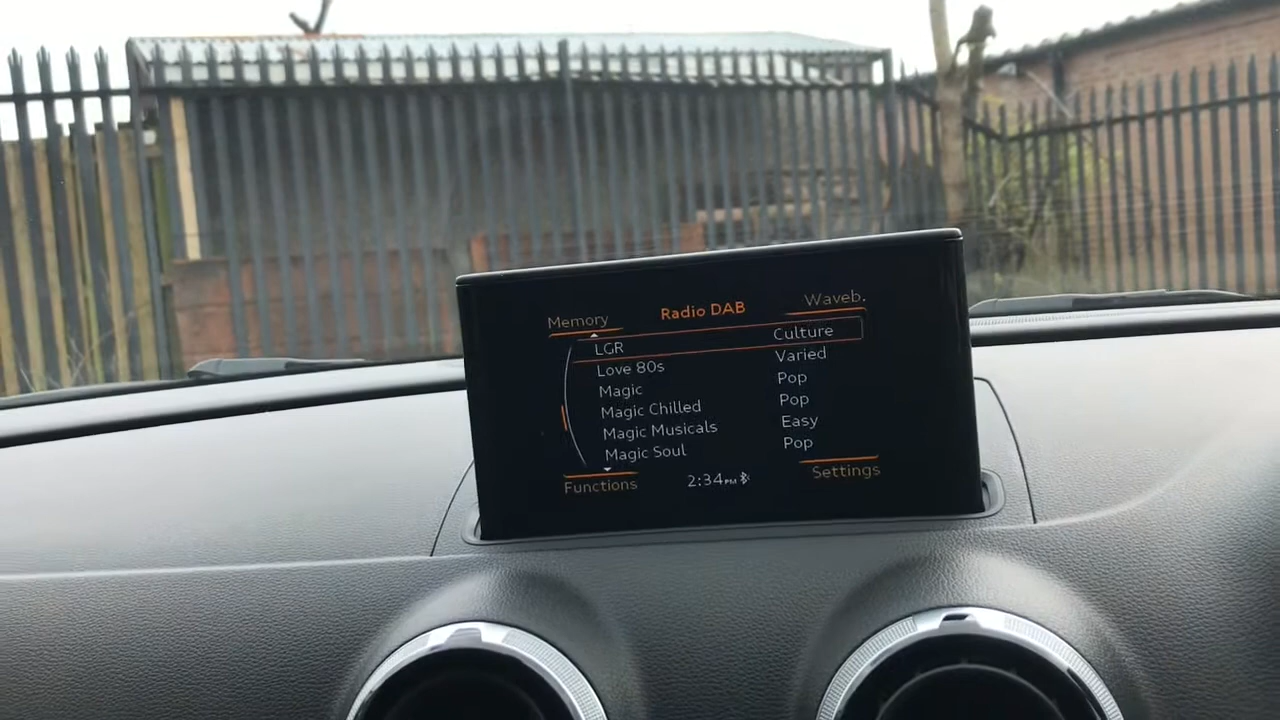 Memory Radio DAB Waveb.
LGR Culture
Love 80s Varied
Magic Pop
Magic Chilled Pop
Magic Musicals Easy
Magic Soul Pop
Functions 2:34 PM Settings